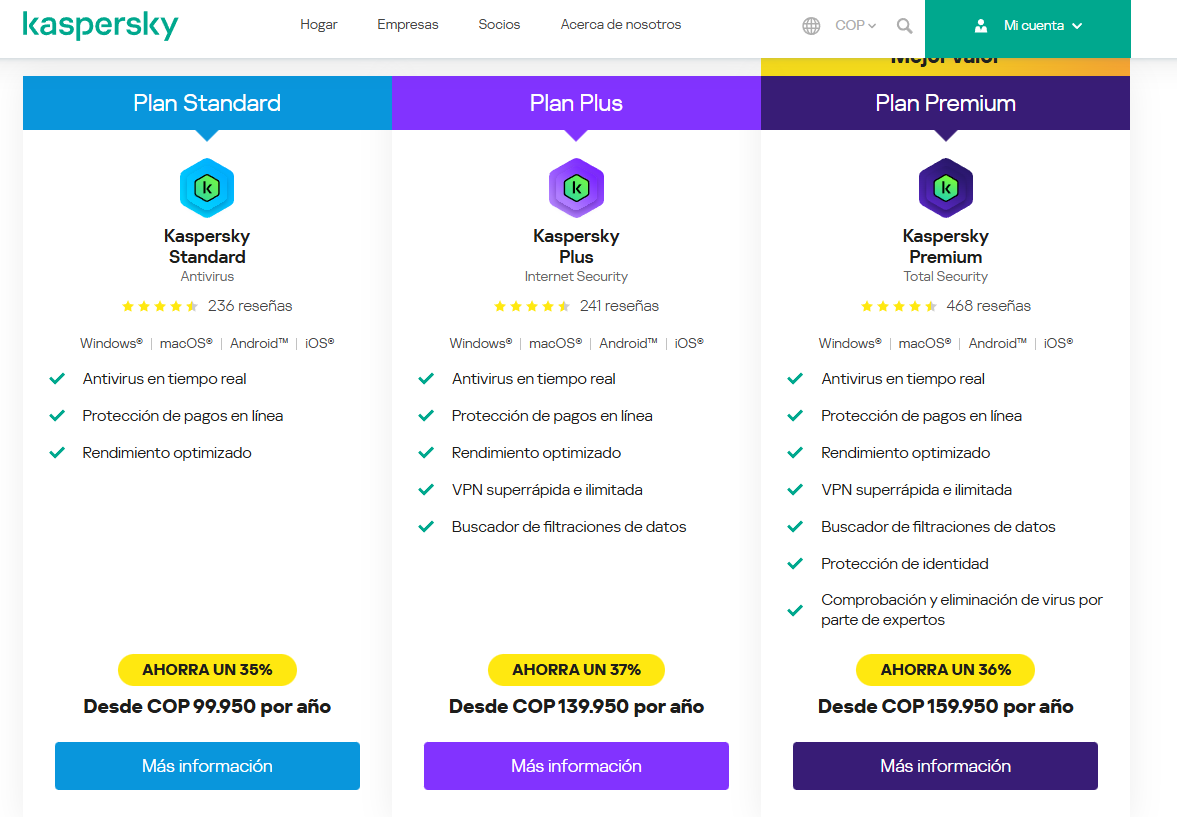 kaspersky
Hogar
Empresas
Socios
Acerca de nosotros
COP
Mi cuenta
Mejor valor
Plan Standard
Kaspersky
Standard
Antivirus
236 reseñas
Windows® | macOS® | Android™ | iOS®
Antivirus en tiempo real
Protección de pagos en línea
Rendimiento optimizado
AHORRA UN 35%
Desde COP 99.950 por año
Más información
Plan Plus
Kaspersky
Plus
Internet Security
241 reseñas
Windows® | macOS® | Android™ | iOS®
Antivirus en tiempo real
Protección de pagos en línea
Rendimiento optimizado
VPN superrápida e ilimitada
Buscador de filtraciones de datos
AHORRA UN 37%
Desde COP 139.950 por año
Más información
Plan Premium
Kaspersky
Premium
Total Security
468 reseñas
Windows® | macOS® | Android™ | iOS®
Antivirus en tiempo real
Protección de pagos en línea
Rendimiento optimizado
VPN superrápida e ilimitada
Buscador de filtraciones de datos
Protección de identidad
Comprobación y eliminación de virus por
parte de expertos
AHORRA UN 36%
Desde COP 159.950 por año
Más información